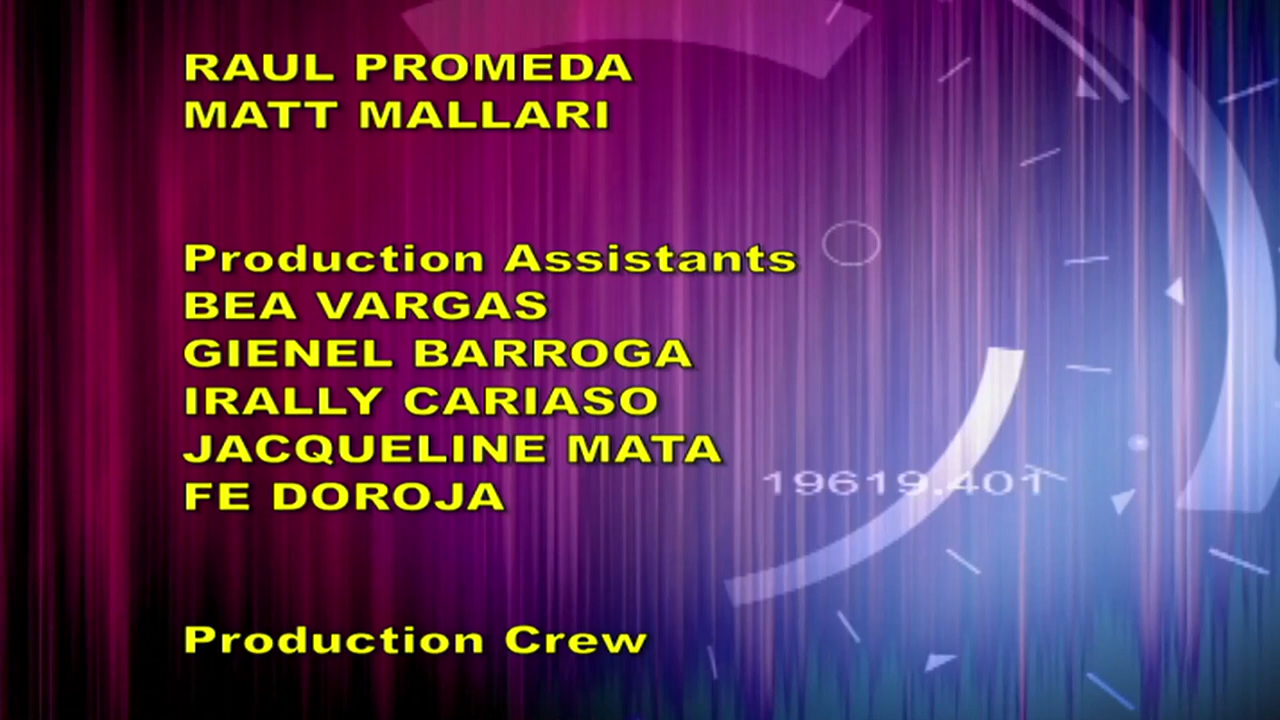 RAUL PROMEDA
MATT MALLARI
Production Assistants
BEA VARGAS
GIENEL BARROGA
IRALLY CARIASO
JACQUELINE MATA
FE DOROJA
19619.401
Production Crew